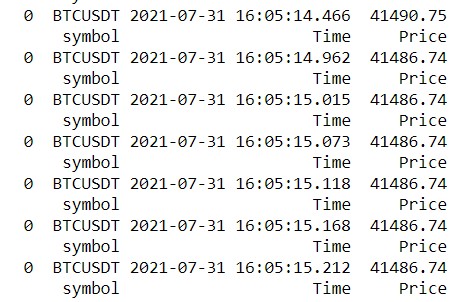 0 BTCUSDT 2021-07-31 16:05:14.466 41490.75
symbol Time Price
0 BTCUSDT 2021-07-31 16:05:14.962 41486.74
symbol Time Price
0 BTCUSDT 2021-07-31 16:05:15.015 41486.74
symbol Time Price
0 BTCUSDT 2021-07-31 16:05:15.073 41486.74
symbol Time Price
0 BTCUSDT 2021-07-31 16:05:15.118 41486.74
symbol Time Price
0 BTCUSDT 2021-07-31 16:05:15.168 41486.74
symbol Time Price
0 BTCUSDT 2021-07-31 16:05:15.212 41486.74
symbol Time Price